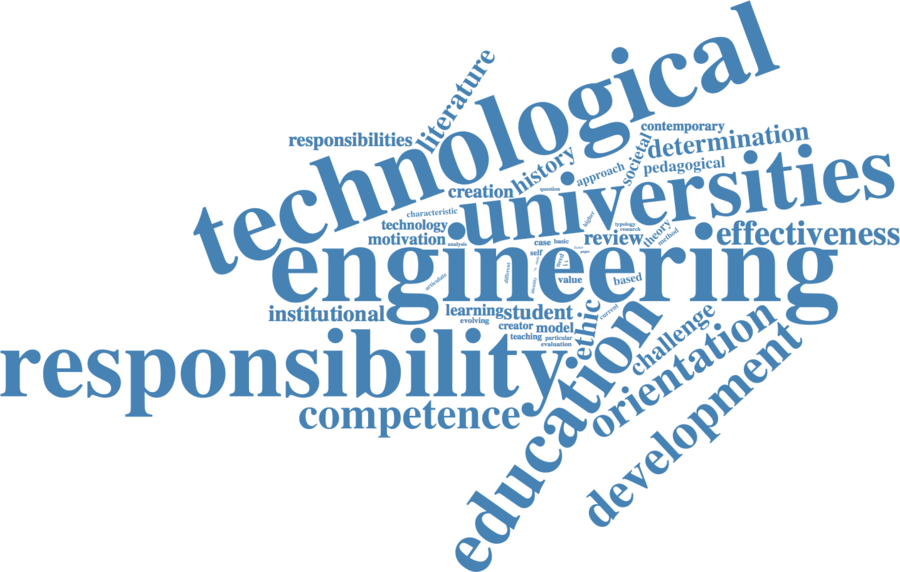 technological
literature
responsibilities
contemporary
determination
societal
history
pedagogical
approach
creation
question
universities
characteristic
higher
typology
research
technology
theory
method
effectiveness
motivation
analysis
case
basic
review
engineering
self
need
different
articulate
value
based
institutional
learning
student
current
evolving
creator
model
ethic
teaching
particular
evaluation
challenge
responsibility
education
orientation
competence
development